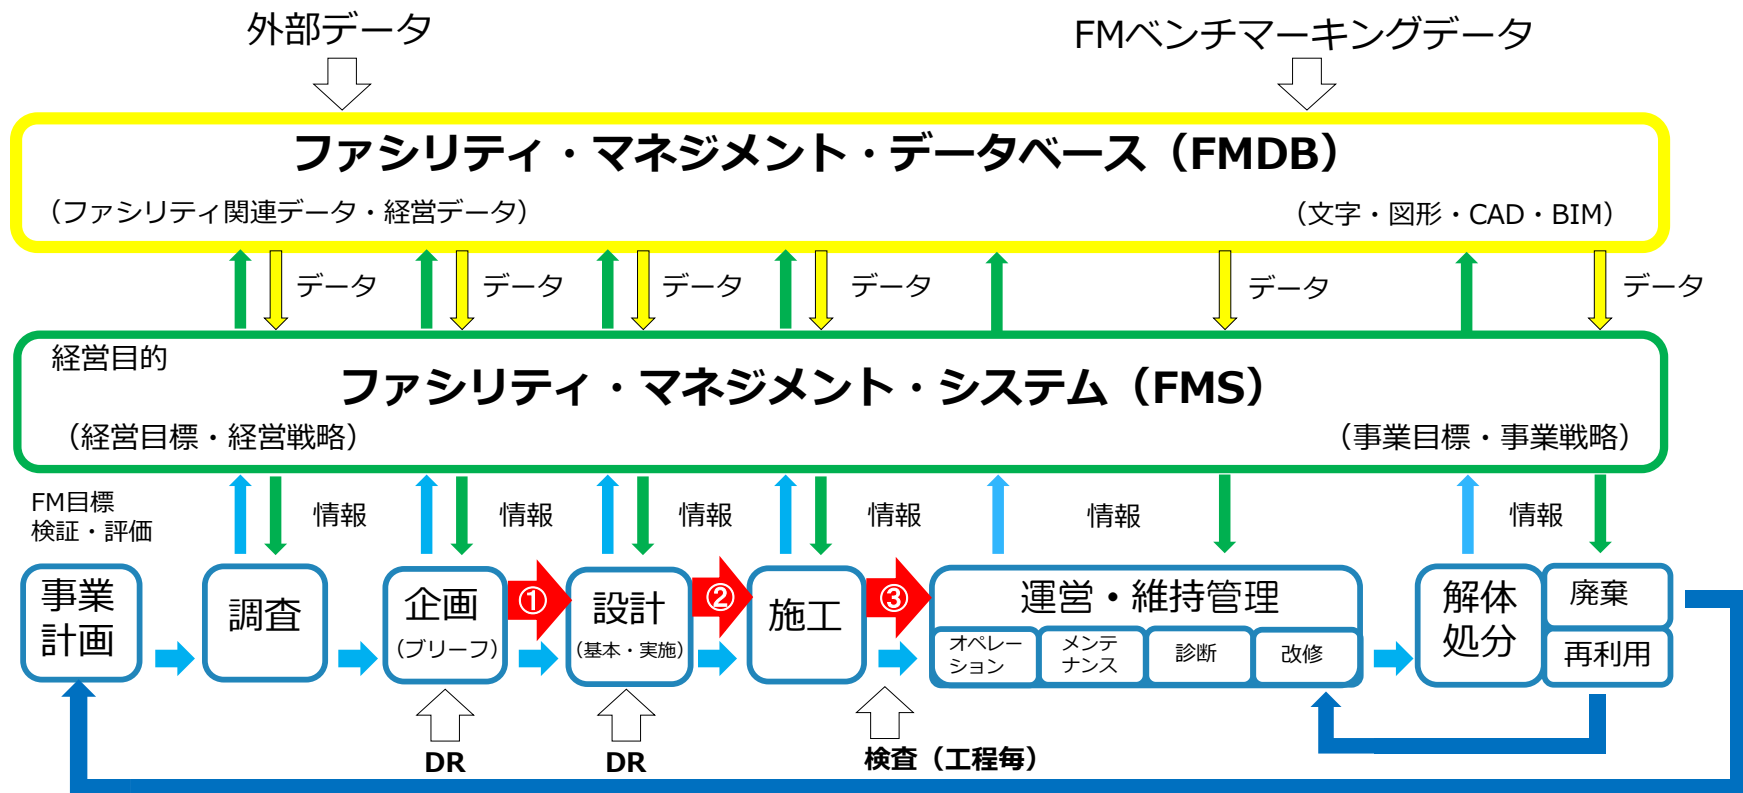 外部データ
FMベンチマーキングデータ
ファシリティ・マネジメント・データベース（FMDB）
（ファシリティ関連データ・経営データ）
（文字・図形・CAD・BIM）
データ
データ
データ
データ
データ
データ
経営目的
ファシリティ・マネジメント・システム（FMS）
（経営目標・経営戦略）
（事業目標・事業戦略）
FM目標
検証・評価
情報
情報
情報
情報
情報
情報
事業
計画
調査
企画
（ブリーフ）
①
設計
（基本・実施）
②
施工
③
運営・維持管理
オペレー
ション
メンテ
ナンス
診断
改修
解体
処分
廃棄
再利用
DR
DR
検査（工程毎）